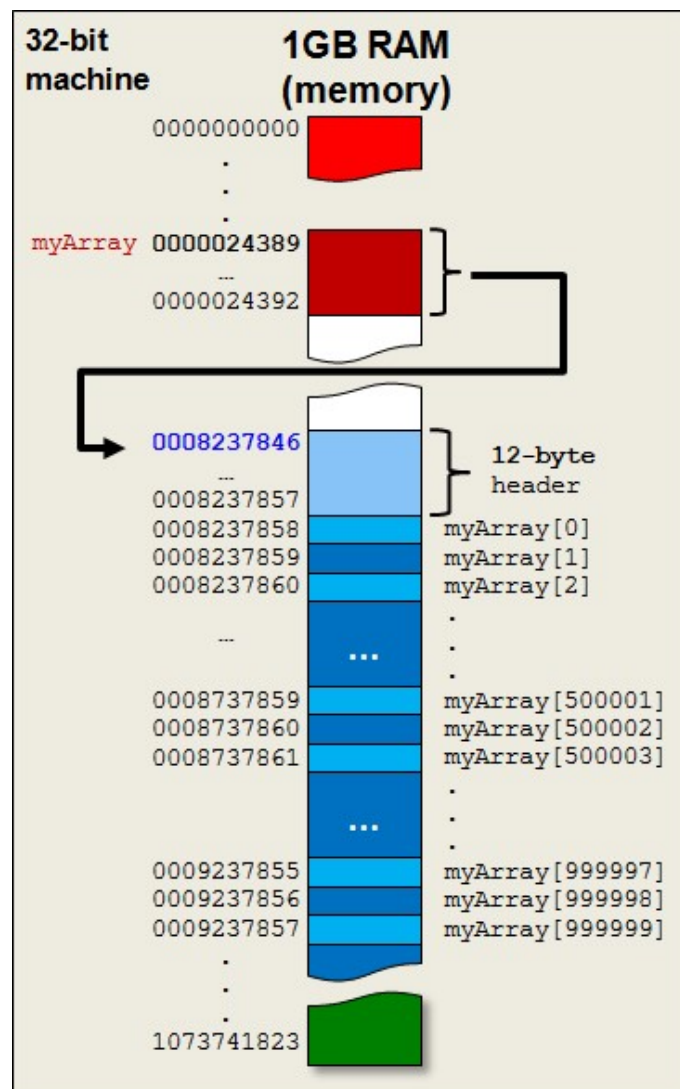 32-bit machine
1GB RAM (memory)
0000000000
.
.
.
myArray 0000024389
...
0000024392
0008237846
12-byte header
...
0008237857
0008237858 myArray[0]
0008237859 myArray[1]
0008237860 myArray[2]
.
... ... .
.
0008737859 myArray[500001]
0008737860 myArray[500002]
0008737861 myArray[500003]
.
... .
.
0009237855 myArray[999997]
0009237856 myArray[999998]
0009237857 myArray[999999]
.
.
.
1073741823